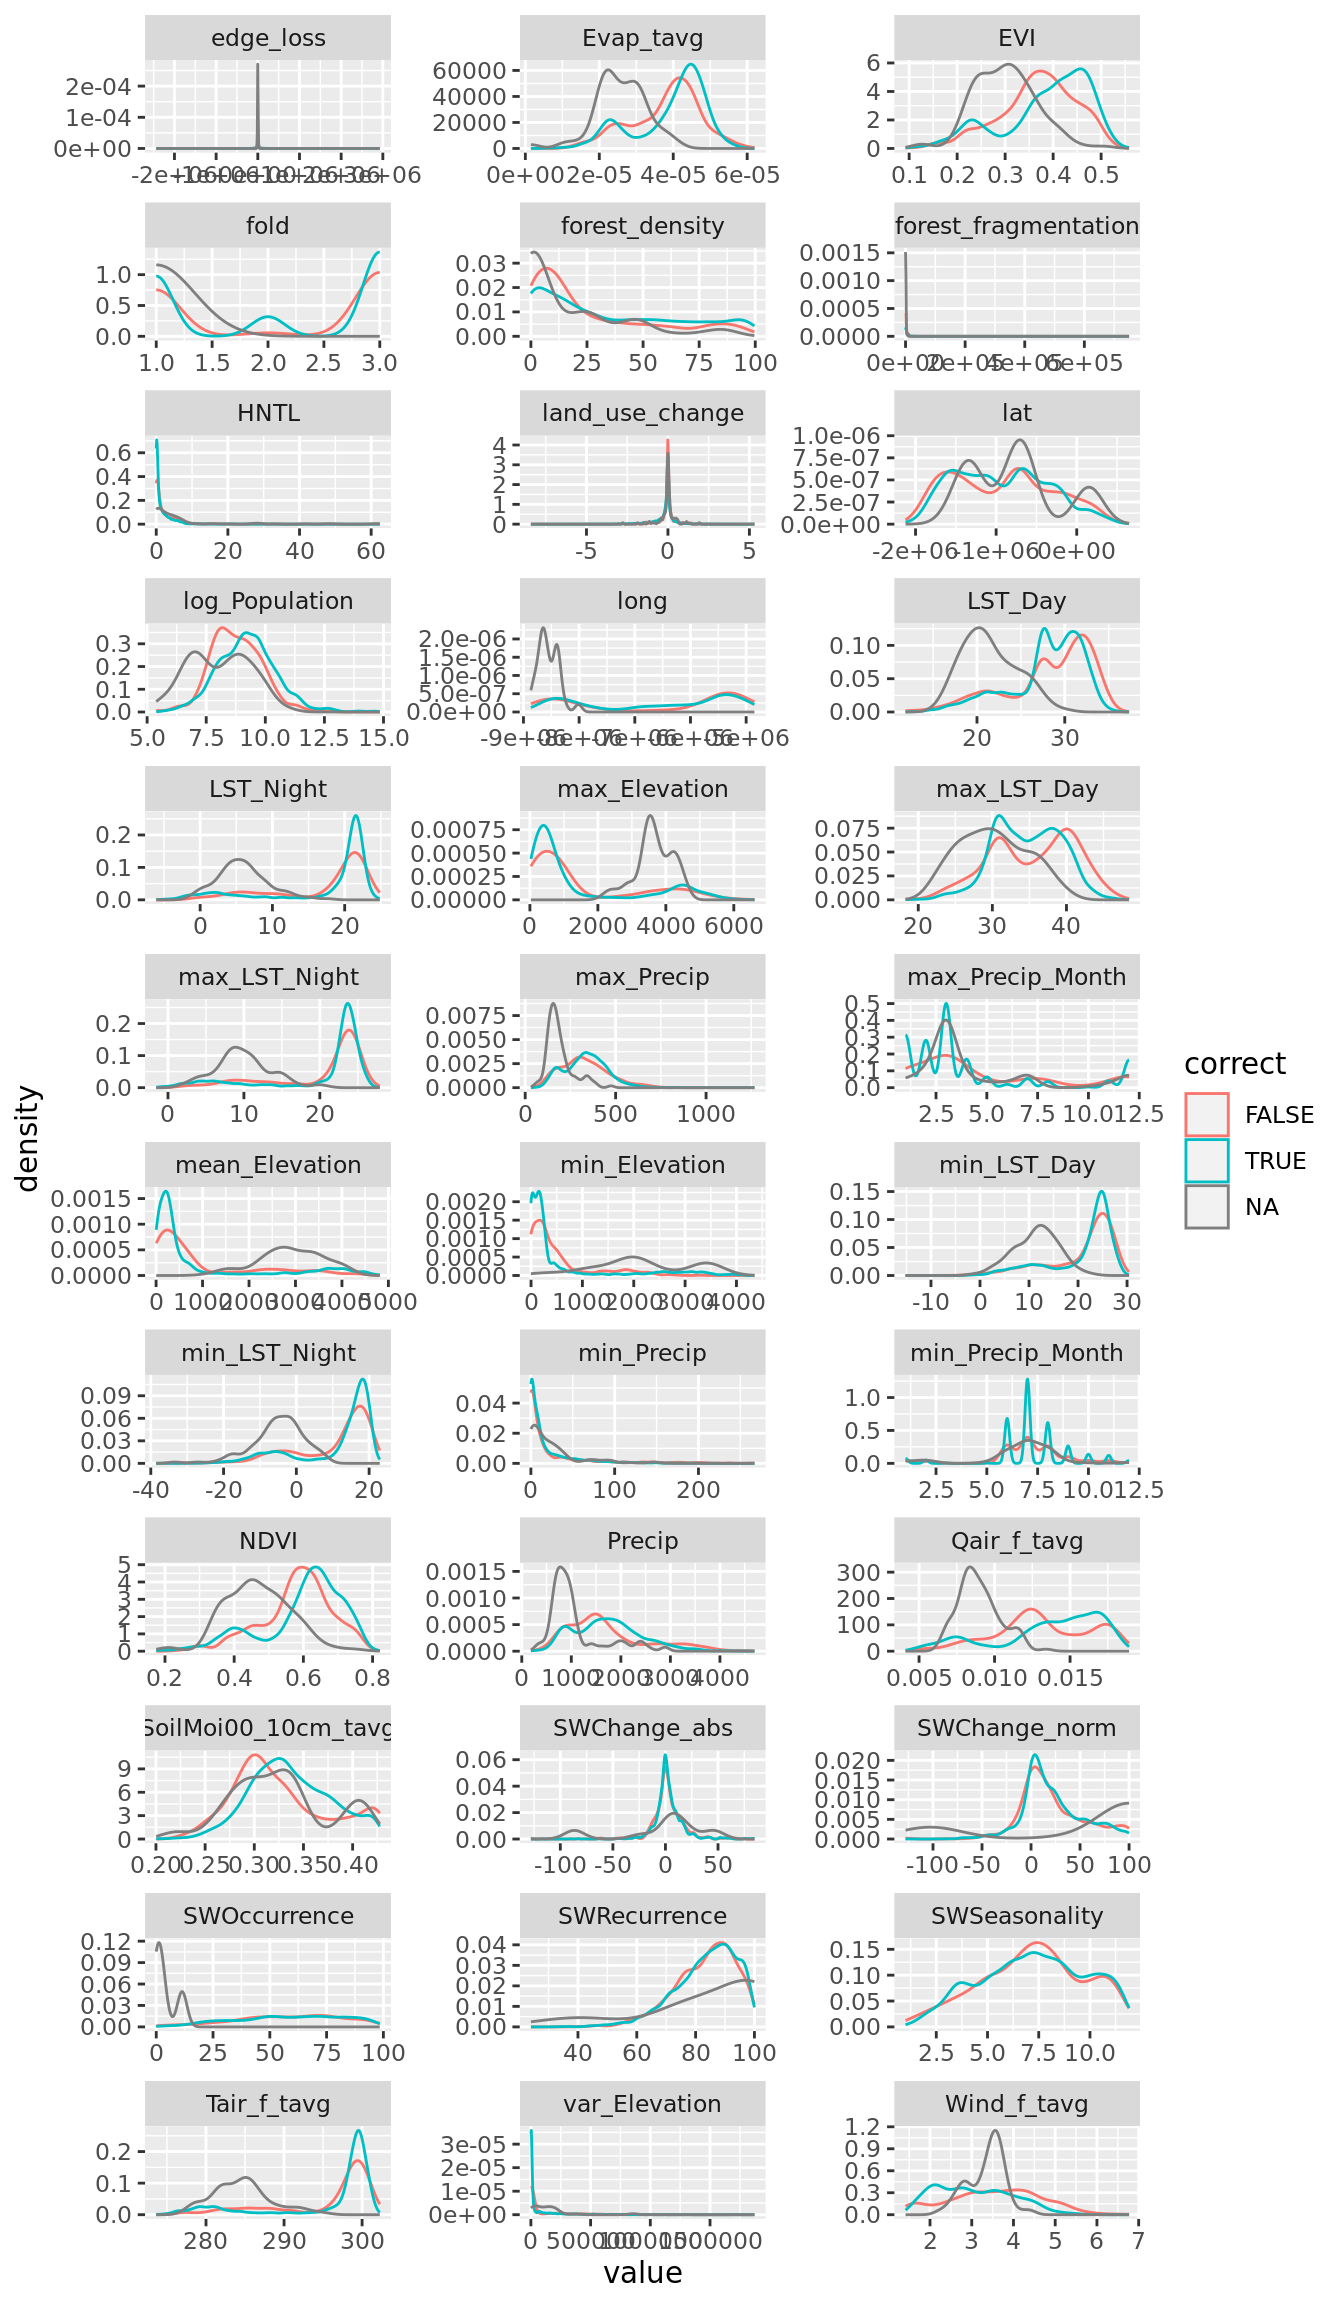 edge_loss
Evap_tavg
EVI
2e-04
1e-04
0e+00
60000
40000
20000
0
0e+00 2e-05 4e-05 6e-05
6
4
2
0
0.1 0.2 0.3 0.4 0.5
fold
forest_density
forest_fragmentation
1.0
0.5
0.0
1.0 1.5 2.0 2.5 3.0
0.03
0.02
0.01
0.00
0 25 50 75 100
0.0015
0.0010
0.0005
0.0000
0e+00 2e+05 4e+05 6e+05
HNTL
land_use_change
lat
0.6
0.4
0.2
0.0
0 20 40 60
4
3
2
1
0
-5 0 5
1.0e-06
7.5e-07
5.0e-07
2.5e-07
0.0e+00
-2e+06 -1e+06 0e+00
log_Population
long
LST_Day
0.3
0.2
0.1
0.0
5.0 7.5 10.0 12.5 15.0
2.0e-06
1.5e-06
1.0e-06
5.0e-07
0.0e+00
-9e+06 -8e+06 -7e+06 -6e+06 -5e+06
0.10
0.05
0.00
20 30
LST_Night
max_Elevation
max_LST_Day
0.2
0.1
0.0
0 10 20
0.00075
0.00050
0.00025
0.00000
0 2000 4000 6000
0.075
0.050
0.025
0.000
20 30 40
max_LST_Night
max_Precip
max_Precip_Month
0.2
0.1
0.0
0 10 20
0.0075
0.0050
0.0025
0.0000
0 500 1000
0.5
0.4
0.3
0.2
0.1
0.0
2.5 5.0 7.5 10.0 12.5
mean_Elevation
min_Elevation
min_LST_Day
0.0015
0.0010
0.0005
0.0000
0 1000 2000 3000 4000 5000
0.0020
0.0015
0.0010
0.0005
0.0000
0 1000 2000 3000 4000
0.15
0.10
0.05
0.00
-10 0 10 20 30
min_LST_Night
min_Precip
min_Precip_Month
0.09
0.06
0.03
0.00
-40 -20 0 20
0.04
0.02
0.00
0 100 200
1.0
0.5
0.0
2.5 5.0 7.5 10.0 12.5
NDVI
Precip
Qair_f_tavg
5
4
3
2
1
0
0.2 0.4 0.6 0.8
0.0015
0.0010
0.0005
0.0000
0 1000 2000 3000 4000
300
200
100
0
0.005 0.010 0.015
SoilMoi00_10cm_tavg
SWChange_abs
SWChange_norm
9
6
3
0
0.20 0.25 0.30 0.35 0.40
0.06
0.04
0.02
0.00
-100 -50 0 50
0.020
0.015
0.010
0.005
0.000
-100 -50 0 50 100
SWOccurrence
SWRecurrence
SWSeasonality
0.12
0.09
0.06
0.03
0.00
0 25 50 75 100
0.04
0.03
0.02
0.01
0.00
40 60 80 100
0.15
0.10
0.05
0.00
2.5 5.0 7.5 10.0
Tair_f_tavg
var_Elevation
Wind_f_tavg
0.2
0.1
0.0
280 290 300
3e-05
2e-05
1e-05
0e+00
0 500000 1000000 1500000
1.2
0.9
0.6
0.3
0.0
2 3 4 5 6 7
value
density
correct
FALSE
TRUE
NA